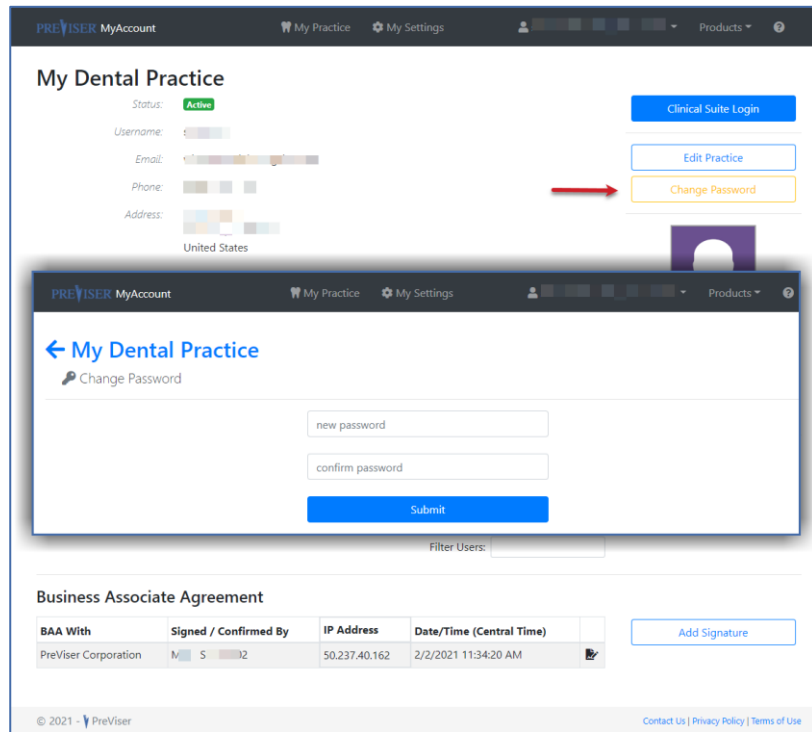 PREVISER MyAccount My Practice My Settings Products
My Dental Practice
Status: Active
Username:
Email:
Phone:
Address:
United States
Clinical Suite Login
Edit Practice
Change Password
PREVISER MyAccount My Practice My Settings Products
My Dental Practice
Change Password
new password
confirm password
Submit
Filter Users:
Business Associate Agreement
BAA With Signed / Confirmed By IP Address Date/Time (Central Time)
PreViser Corporation 50.237.40.162 2/2/2021 11:34:20 AM
Add Signature
© 2021 - PreViser
Contact Us | Privacy Policy | Terms of Use